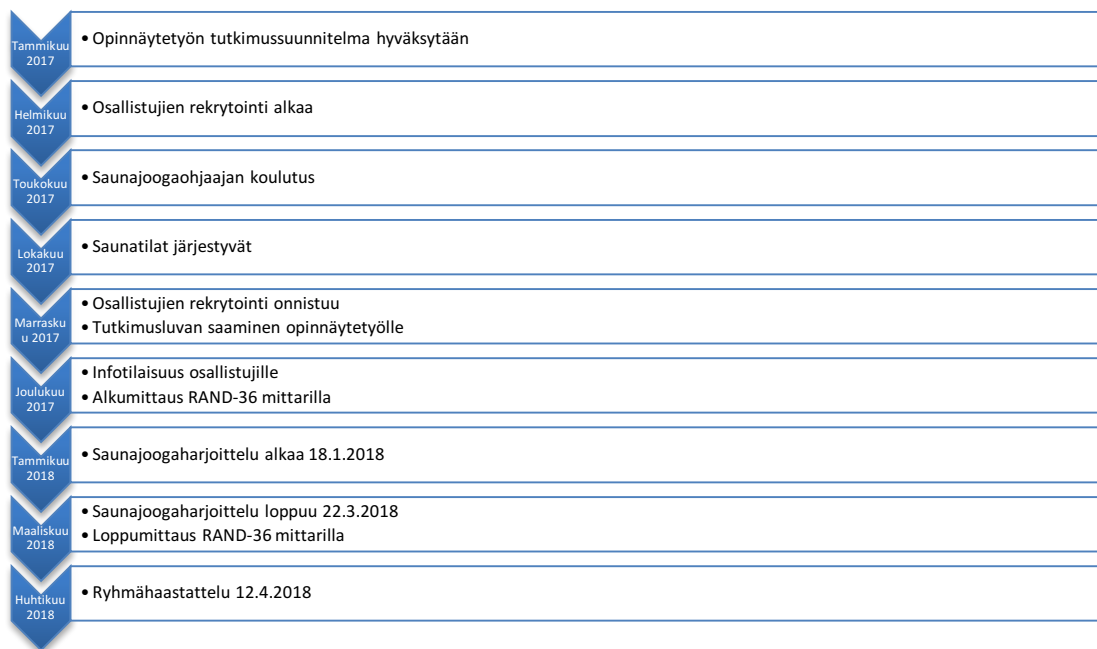 Tammikuu
2017
• Opinnäytetyön tutkimussuunnitelma hyväksytään
Helmikuu
2017
• Osallistujien rekrytointi alkaa
Toukokuu
2017
• Saunajoogaohjaajan koulutus
Lokakuu
2017
• Saunatilat järjestyvät
Marrasku
u 2017
• Osallistujien rekrytointi onnistuu
• Tutkimusluvan saaminen opinnäytetyölle
Joulukuu
2017
• Infotilaisuus osallistujille
• Alkumittaus RAND-36 mittarilla
Tammikuu
2018
• Saunajoogaharjoittelu alkaa 18.1.2018
Maaliskuu
2018
• Saunajoogaharjoittelu loppuu 22.3.2018
• Loppumittaus RAND-36 mittarilla
Huhtikuu
2018
• Ryhmähaastattelu 12.4.2018